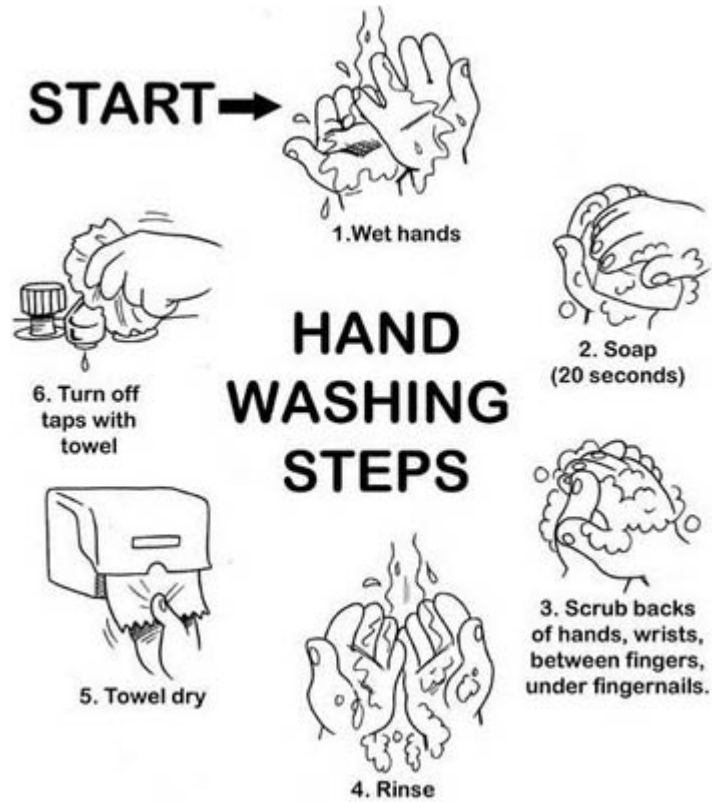 START
1.Wet hands
2. Soap
(20 seconds)
3. Scrub backs
of hands, wrists,
between fingers,
under fingernails.
4. Rinse
5. Towel dry
6. Turn off
taps with
towel
HAND
WASHING
STEPS